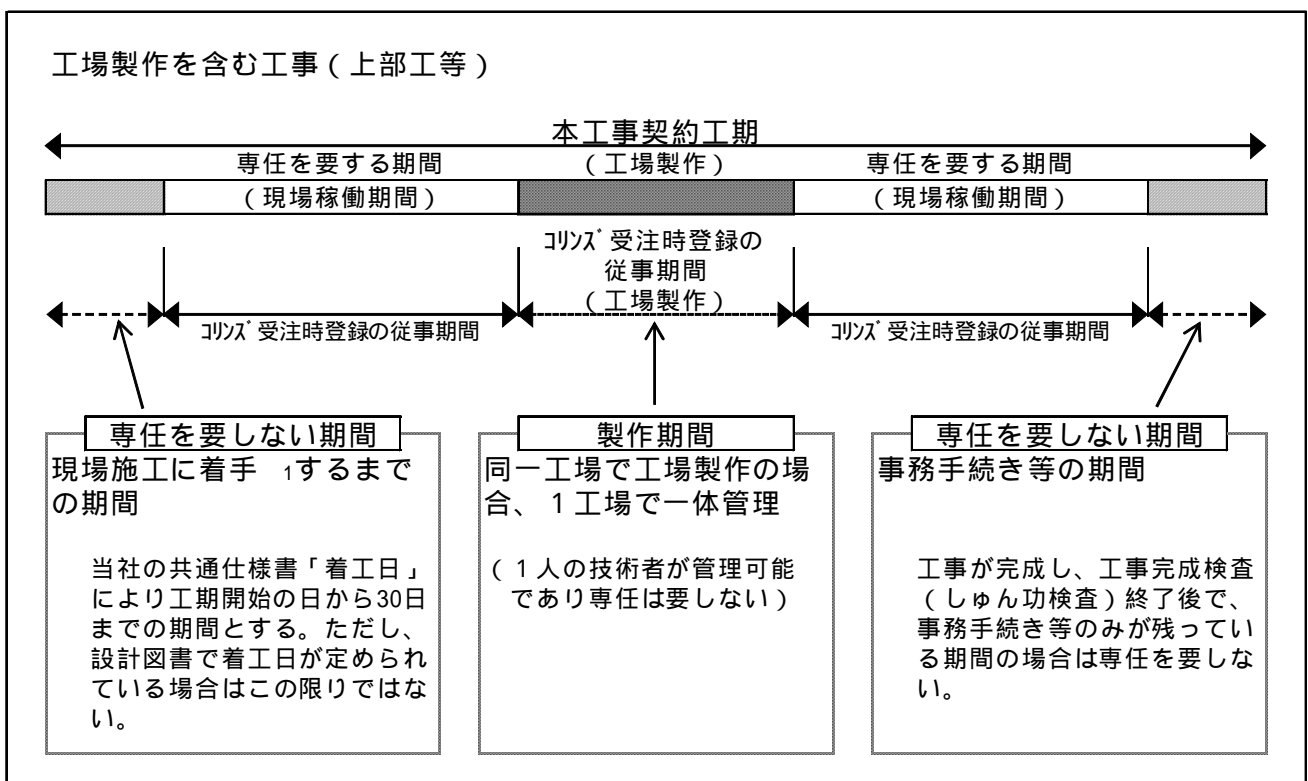 工場製作を含む工事（上部工等）
本工事契約工期
専任を要する期間
（工場製作）
専任を要する期間
（現場稼働期間）
（現場稼働期間）
ｺﾘﾝｽﾞ受注時登録の
従事期間
（工場製作）
ｺﾘﾝｽﾞ受注時登録の従事期間
ｺﾘﾝｽﾞ受注時登録の従事期間
専任を要しない期間
現場施工に着手　1するまで
の期間
当社の共通仕様書「着工日」
により工期開始の日から30日
までの期間とする。ただし、
設計図書で着工日が定められ
ている場合はこの限りではな
い。
製作期間
同一工場で工場製作の場
合、１工場で一体管理
（１人の技術者が管理可能
であり専任は要しない）
専任を要しない期間
事務手続き等の期間
工事が完成し、工事完成検査
（しゅん功検査）終了後で、
事務手続き等のみが残ってい
る期間の場合は専任を要しな
い。